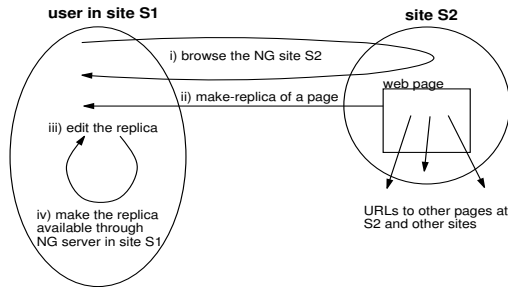 user in site S1
site S2
i) browse the NG site S2
web page
ii) make-replica of a page
iii) edit the replica
iv) make the replica
available through
NG server in site S1
URLs to other pages at
S2 and other sites